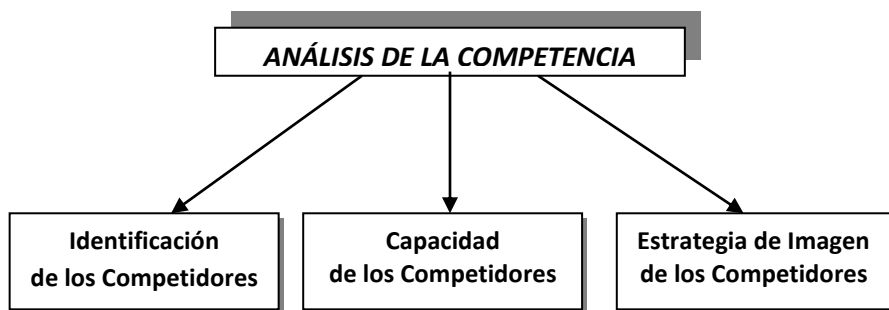 ANÁLISIS DE LA COMPETENCIA
Identificación
de los Competidores
Capacidad
de los Competidores
Estrategia de Imagen
de los Competidores